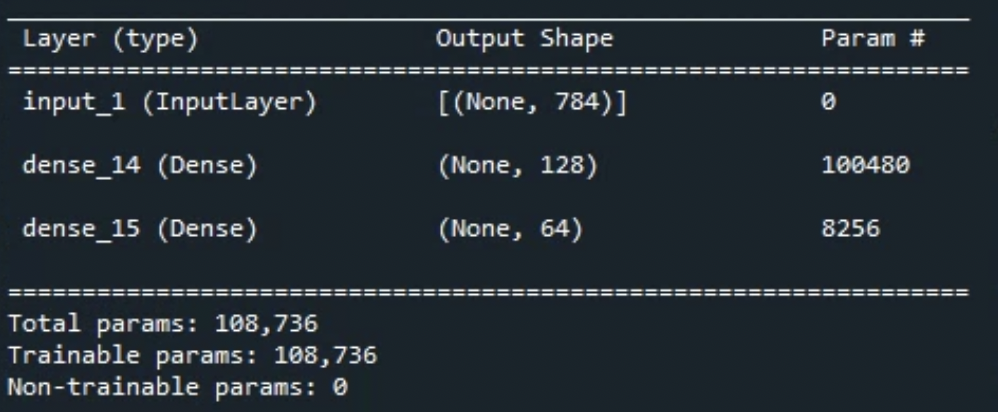 Layer (type) Output Shape Param #
=================================================================
input_1 (InputLayer) [(None, 784)] 0
dense_14 (Dense) (None, 128) 100480
dense_15 (Dense) (None, 64) 8256
=================================================================
Total params: 108,736
Trainable params: 108,736
Non-trainable params: 0